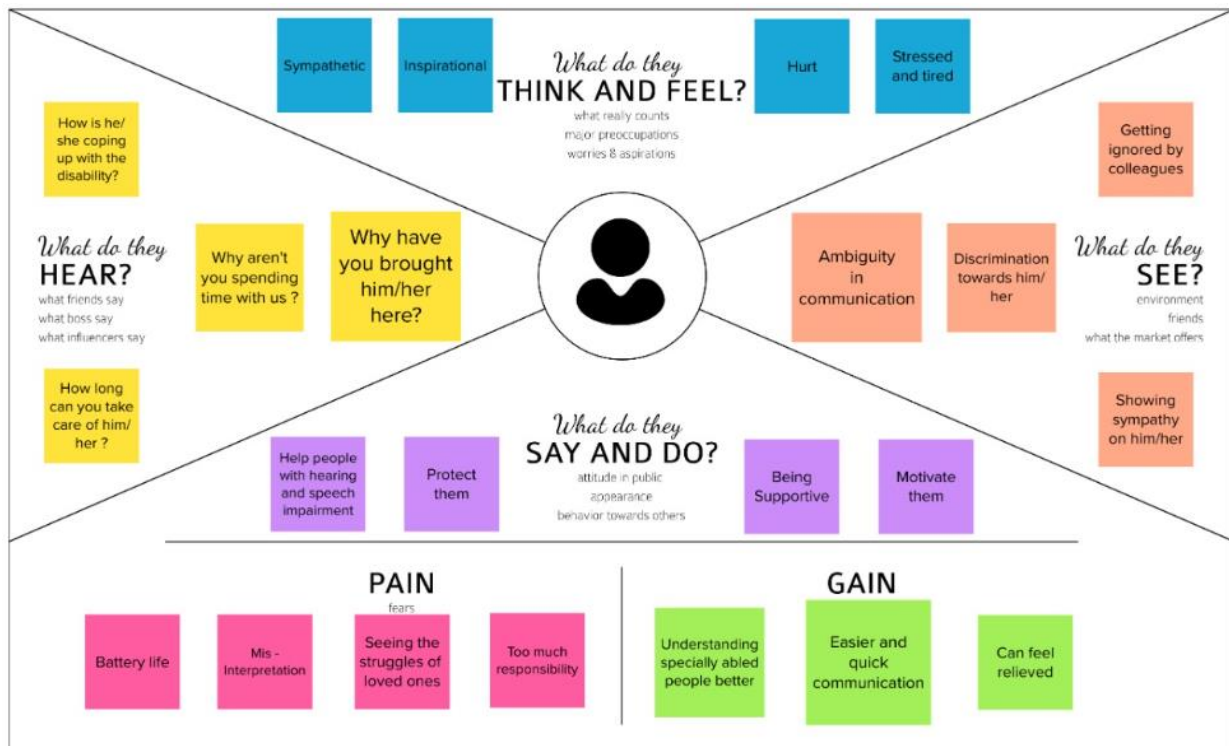 Sympathetic
Inspirational
What do they
THINK AND FEEL?
what really counts
major preoccupations
worries & aspirations
Hurt
Stressed
and tired
How is he/
she coping
up with the
disability?
What do they
HEAR?
what friends say
what boss say
what influencers say
Why aren't
you spending
time with us ?
Why have
you brought
him/her
here?
How long
can you take
care of him/
her ?
Getting
ignored by
colleagues
Ambiguity
in
communication
Discrimination
towards him/
her
What do they
SEE?
environment
friends
what the market offers
Showing
sympathy
on him/her
Help people
with hearing
and speech
impairment
Protect
them
What do they
SAY AND DO?
attitude in public
appearance
behavior towards others
Being
Supportive
Motivate
them
PAIN
fears
Battery life
Mis -
Interpretation
Seeing the
struggles of
loved ones
Too much
responsibility
GAIN
Understanding
specially abled
people better
Easier and
quick
communication
Can feel
relieved